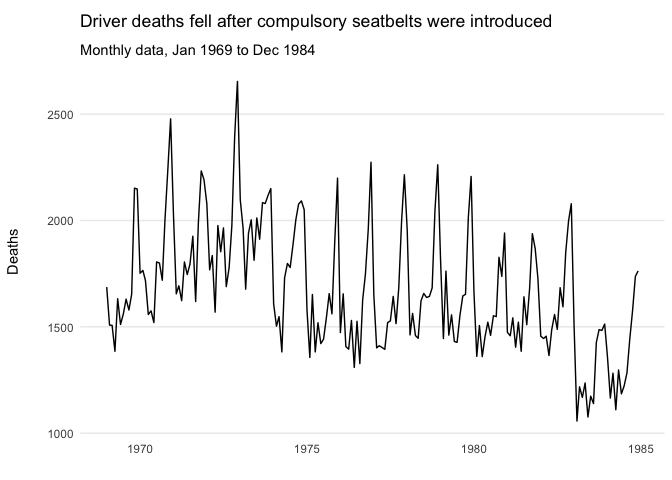 Driver deaths fell after compulsory seatbelts were introduced
Monthly data, Jan 1969 to Dec 1984
2500
2000
Deaths
1500
1000
1970 1975 1980 1985